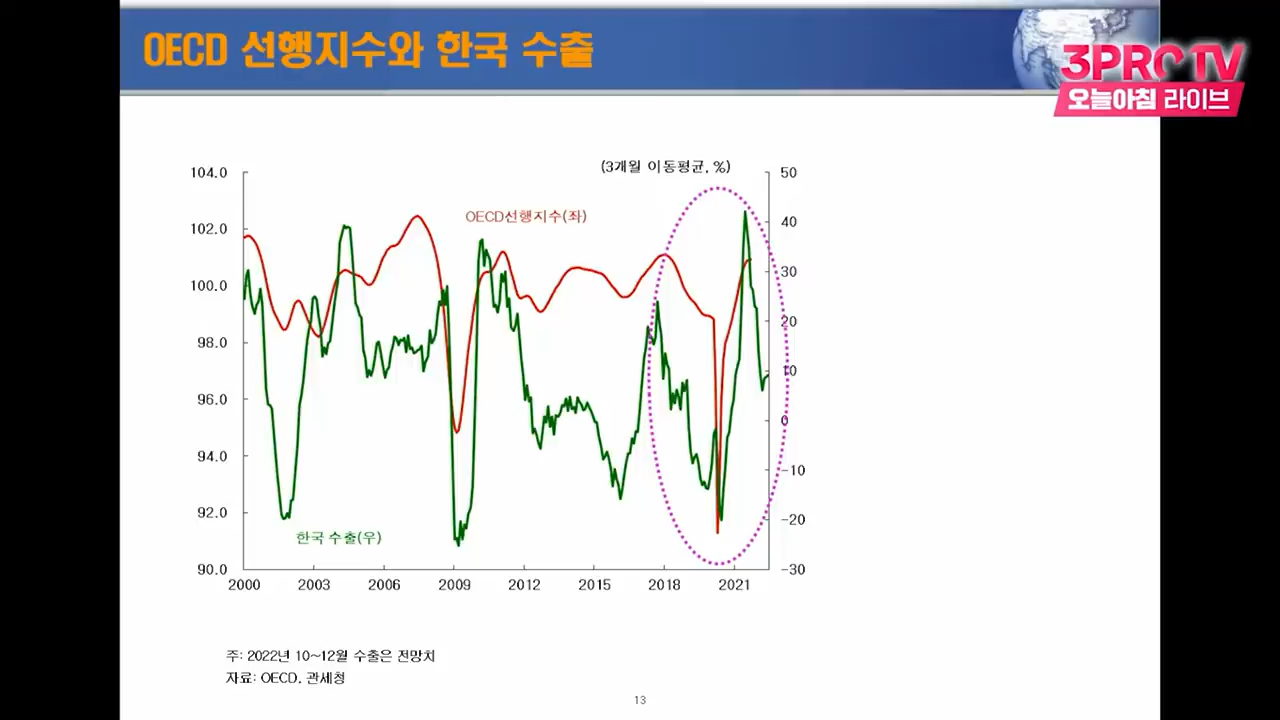 OECD 선행지수와 한국 수출
3PROTV
오늘아침 라이브
(3개월 이동평균, %)
104.0
102.0
100.0
98.0
96.0
94.0
92.0
90.0
50
40
30
20
10
0
-10
-20
-30
OECD선행지수(좌)
한국 수출(우)
2000 2003 2006 2009 2012 2015 2018 2021
주: 2022년 10~12월 수출은 전망치
자료: OECD, 관세청
13